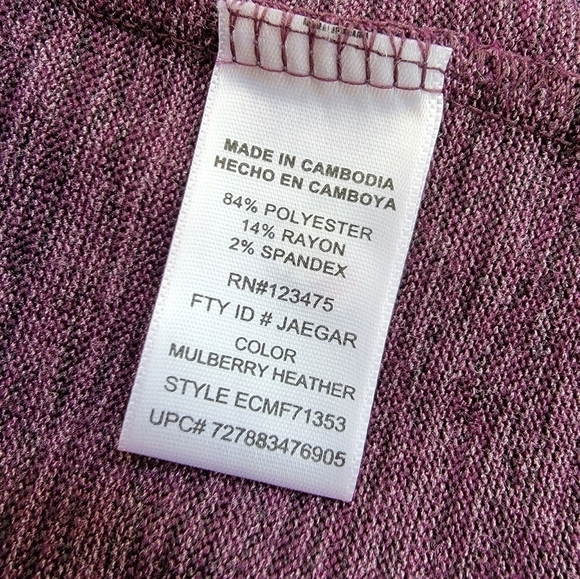 MADE IN CAMBODIA
HECHO EN CAMBOYA
84% POLYESTER
14% RAYON
2% SPANDEX
RN#123475
FTY ID # JAEGAR
COLOR
MULBERRY HEATHER
STYLE ECMF71353
UPC# 727883476905